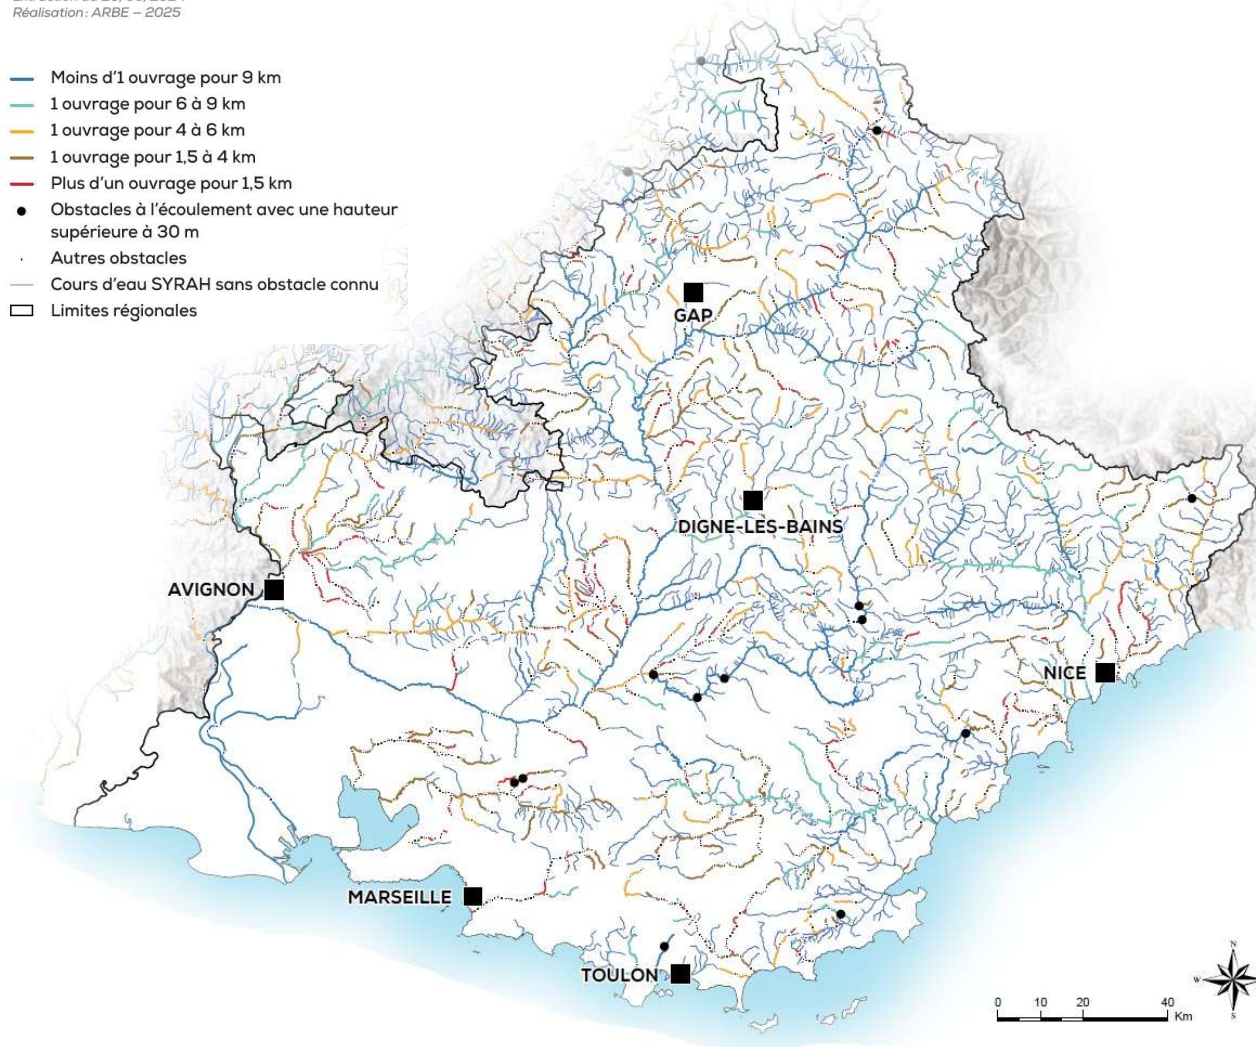 Réalisation : ARBE – 2025
Moins d'1 ouvrage pour 9 km
1 ouvrage pour 6 à 9 km
1 ouvrage pour 4 à 6 km
1 ouvrage pour 1,5 à 4 km
Plus d'un ouvrage pour 1,5 km
Obstacles à l'écoulement avec une hauteur
supérieure à 30 m
Autres obstacles
Cours d'eau SYRAH sans obstacle connu
Limites régionales
GAP
DIGNE-LES-BAINS
AVIGNON
NICE
MARSEILLE
TOULON
N
W
S
0 10 20 40
Km